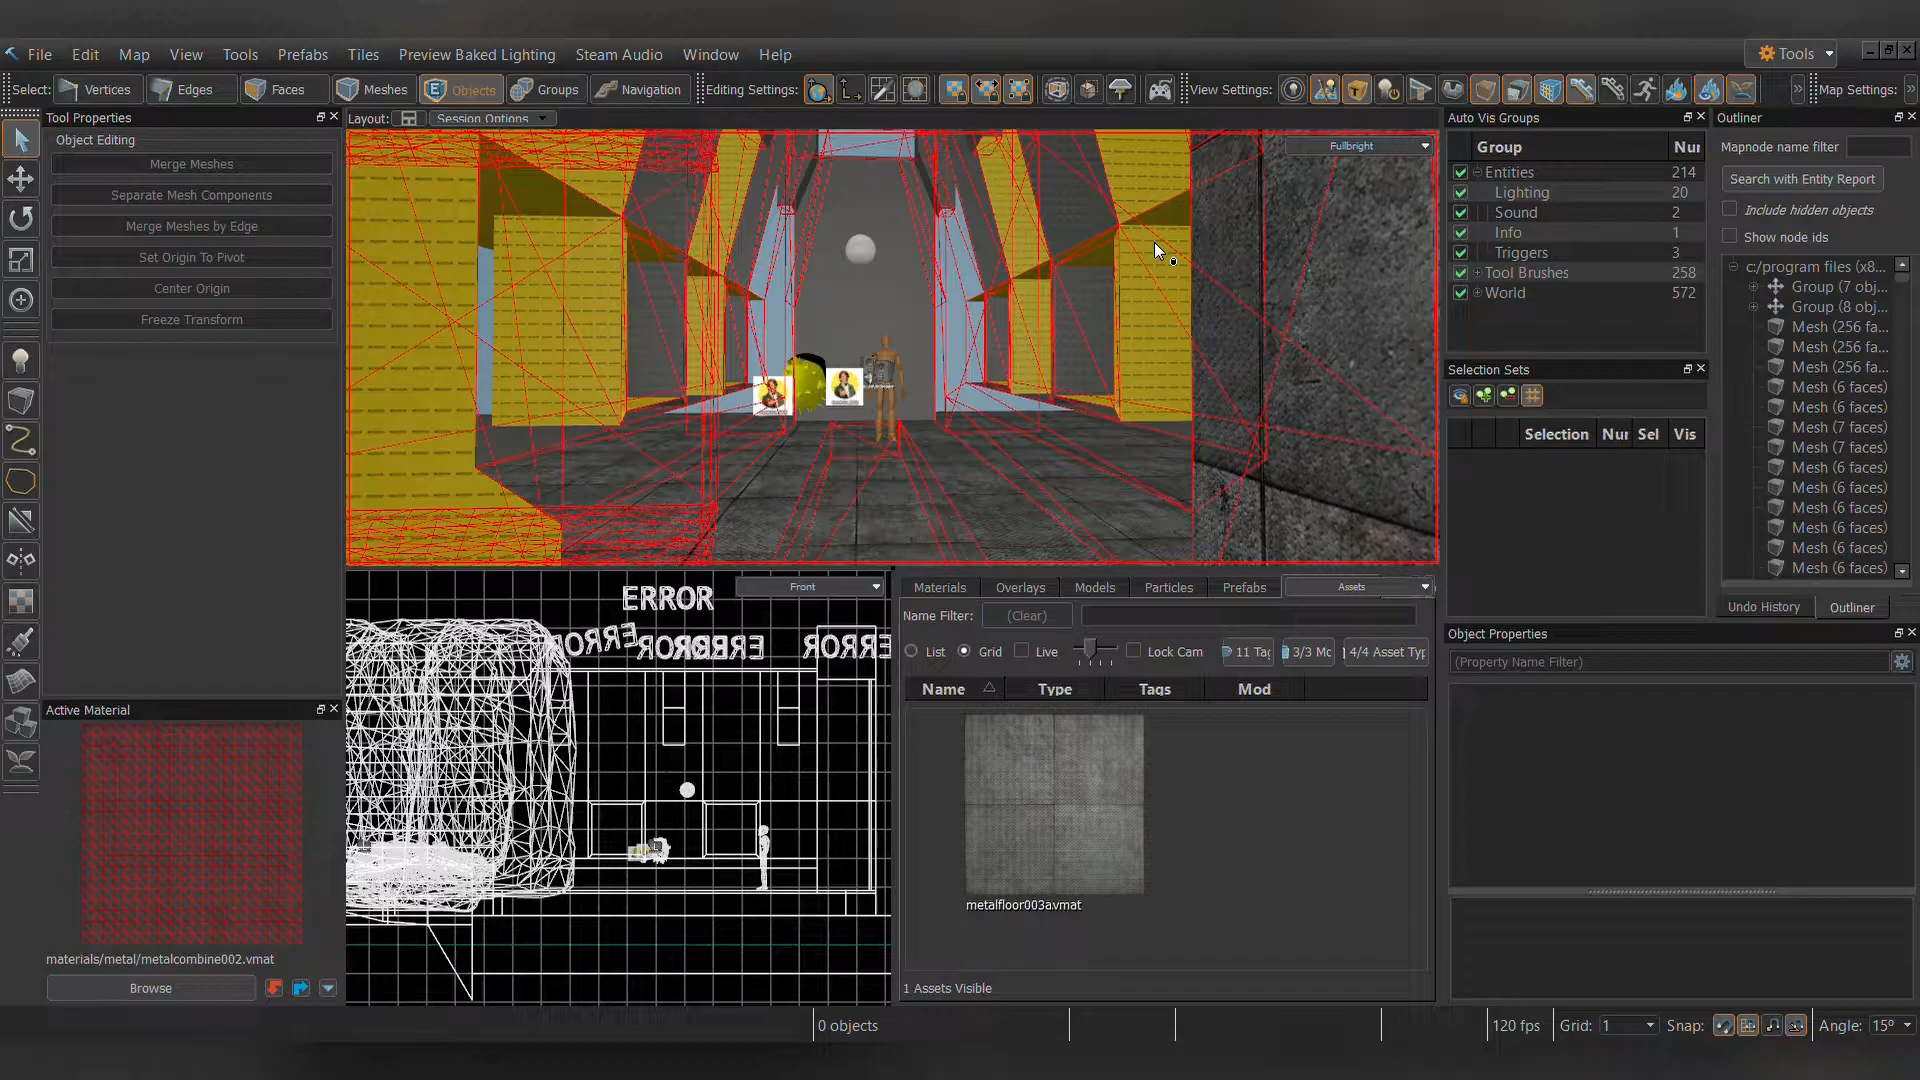 File Edit Map View Tools Prefabs Tiles Preview Baked Lighting Steam Audio Window Help
Tools
Select: Vertices Edges Faces Meshes Objects Groups Navigation Editing Settings: View Settings: Map Settings:
Tool Properties
Object Editing
Merge Meshes
Separate Mesh Components
Merge Meshes by Edge
Set Origin To Pivot
Center Origin
Freeze Transform
Active Material
materials/metal/metalcombine002.vmat
Browse
Layout: Session Options
Fullbright
Front
ERROR
ERROR
ERROR
ERROR
ERROR
Materials Overlays Models Particles Prefabs Assets
Name Filter: (Clear)
List Grid Live Lock Cam 11 Tag 3/3 Mo 4/4 Asset Typ
Name Type Tags Mod
metalfloor003a.vmat
1 Assets Visible
Auto Vis Groups
Group Nur
Entities 214
Lighting 20
Sound 2
Info 1
Triggers 3
Tool Brushes 258
World 572
Selection Sets
Selection Nur Sel Vis
Outliner
Mapnode name filter
Search with Entity Report
Include hidden objects
Show node ids
c:/program files (x8...
Group (7 obj...
Group (8 obj...
Mesh (256 fa...
Mesh (256 fa...
Mesh (256 fa...
Mesh (6 faces)
Mesh (6 faces)
Mesh (7 faces)
Mesh (7 faces)
Mesh (6 faces)
Mesh (6 faces)
Mesh (6 faces)
Mesh (6 faces)
Mesh (6 faces)
Mesh (6 faces)
Undo History Outliner
Object Properties
(Property Name Filter)
0 objects 120 fps Grid: 1 Snap: Angle: 15°